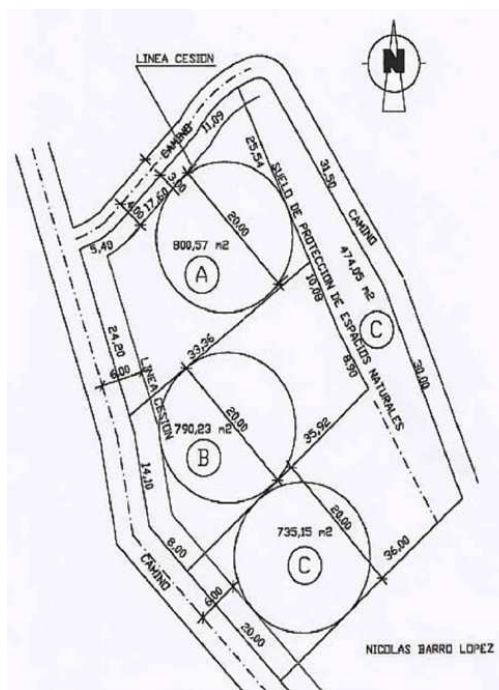 LINEA CESION
N
CAMINO
11,09
3,00
17,60
4,00
5,40
25,54
SUELO DE PROTECCION DE ESPACIOS NATURALES
31,50
CAMINO
474,05 m2
C
20,00
800,57 m2
A
10,09
8,90
30,00
24,20
6,00
LINEA CESION
39,36
20,00
790,23 m2
B
35,92
14,10
8,00
20,00
735,15 m2
C
36,00
CAMINO
6,00
20,00
NICOLAS BARRO LOPEZ